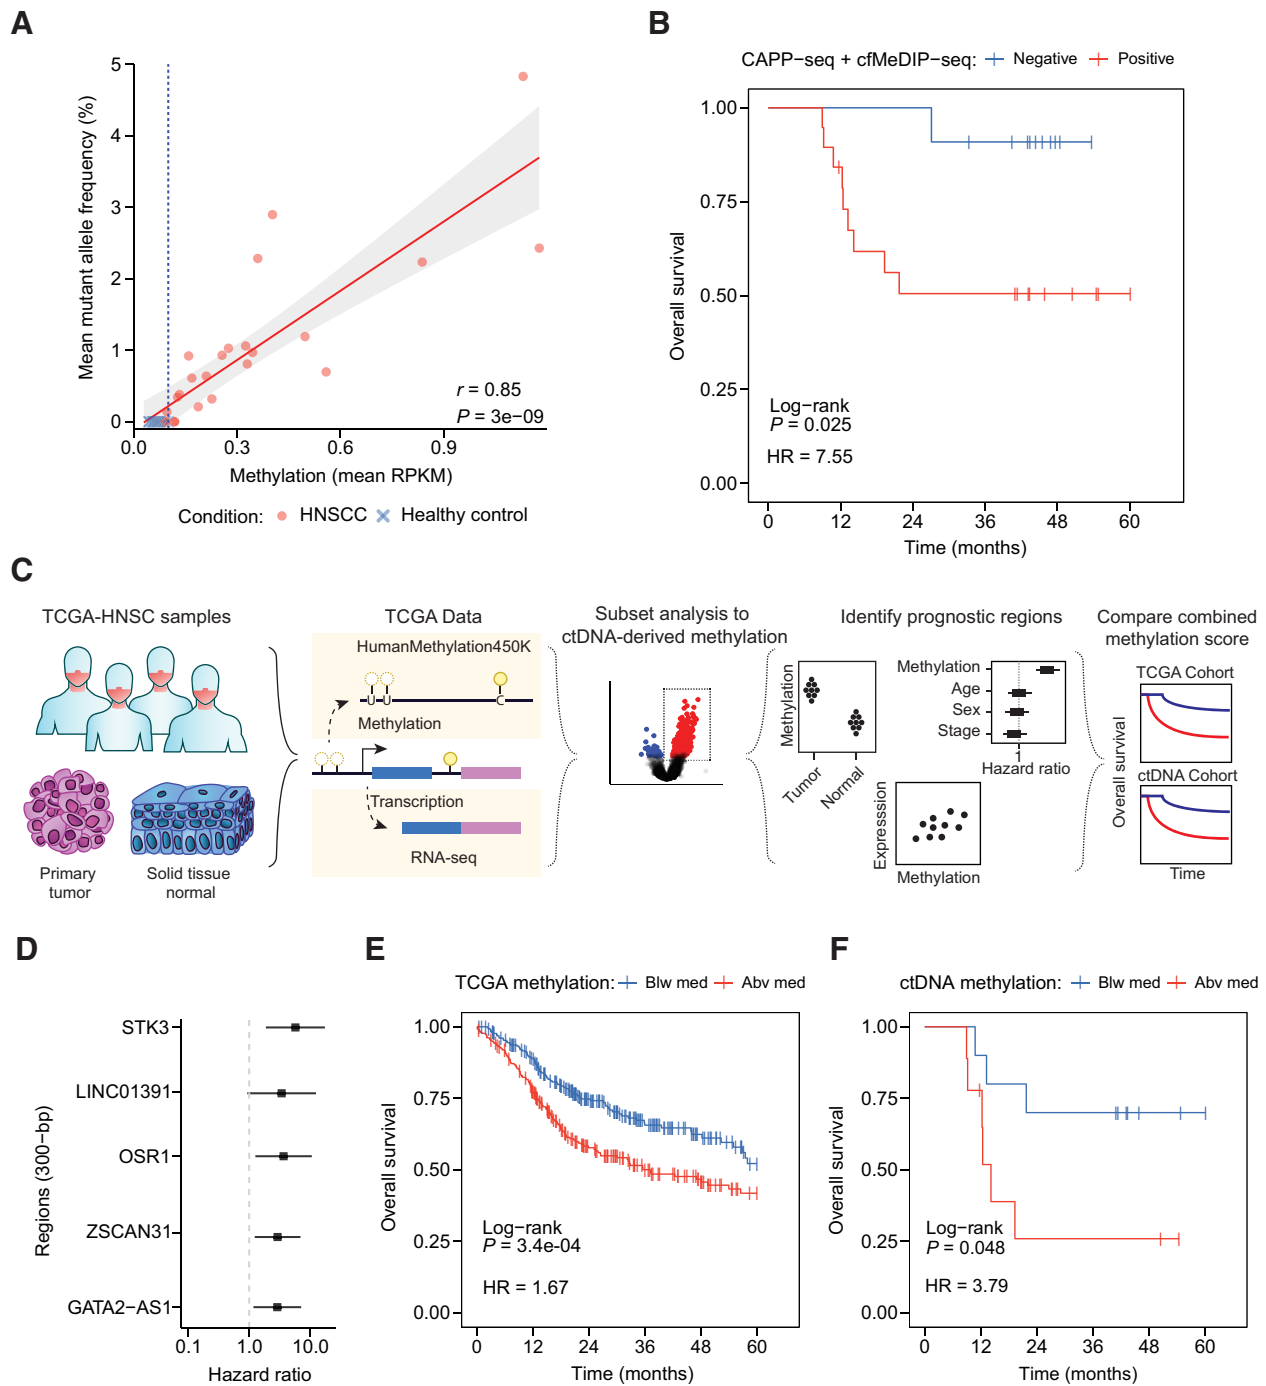 A
Mean mutant allele frequency (%)
5
4
3
2
1
0
r = 0.85
P = 3e−09
0.0
0.3
0.6
0.9
Methylation (mean RPKM)
Condition: HNSCC Healthy control
B
CAPP−seq + cfMeDIP−seq: Negative Positive
Overall survival
1.00
0.75
0.50
0.25
0.00
Log−rank
P = 0.025
HR = 7.55
0 12 24 36 48 60
Time (months)
C
TCGA-HNSC samples
Primary
tumor
Solid tissue
normal
TCGA Data
HumanMethylation450K
U U C
Methylation
Transcription
RNA-seq
Subset analysis to
ctDNA-derived methylation
Identify prognostic regions
Methylation
Tumor
Normal
Methylation
Age
Sex
Stage
1
Hazard ratio
Expression
Methylation
Compare combined
methylation score
TCGA Cohort
ctDNA Cohort
Overall survival
Time
D
Regions (300−bp)
STK3
LINC01391
OSR1
ZSCAN31
GATA2−AS1
0.1 1.0 10.0
Hazard ratio
E
TCGA methylation: Blw med Abv med
Overall survival
1.00
0.75
0.50
0.25
0.00
Log−rank
P = 3.4e-04
HR = 1.67
0 12 24 36 48 60
Time (months)
F
ctDNA methylation: Blw med Abv med
Overall survival
1.00
0.75
0.50
0.25
0.00
Log−rank
P = 0.048
HR = 3.79
0 12 24 36 48 60
Time (months)